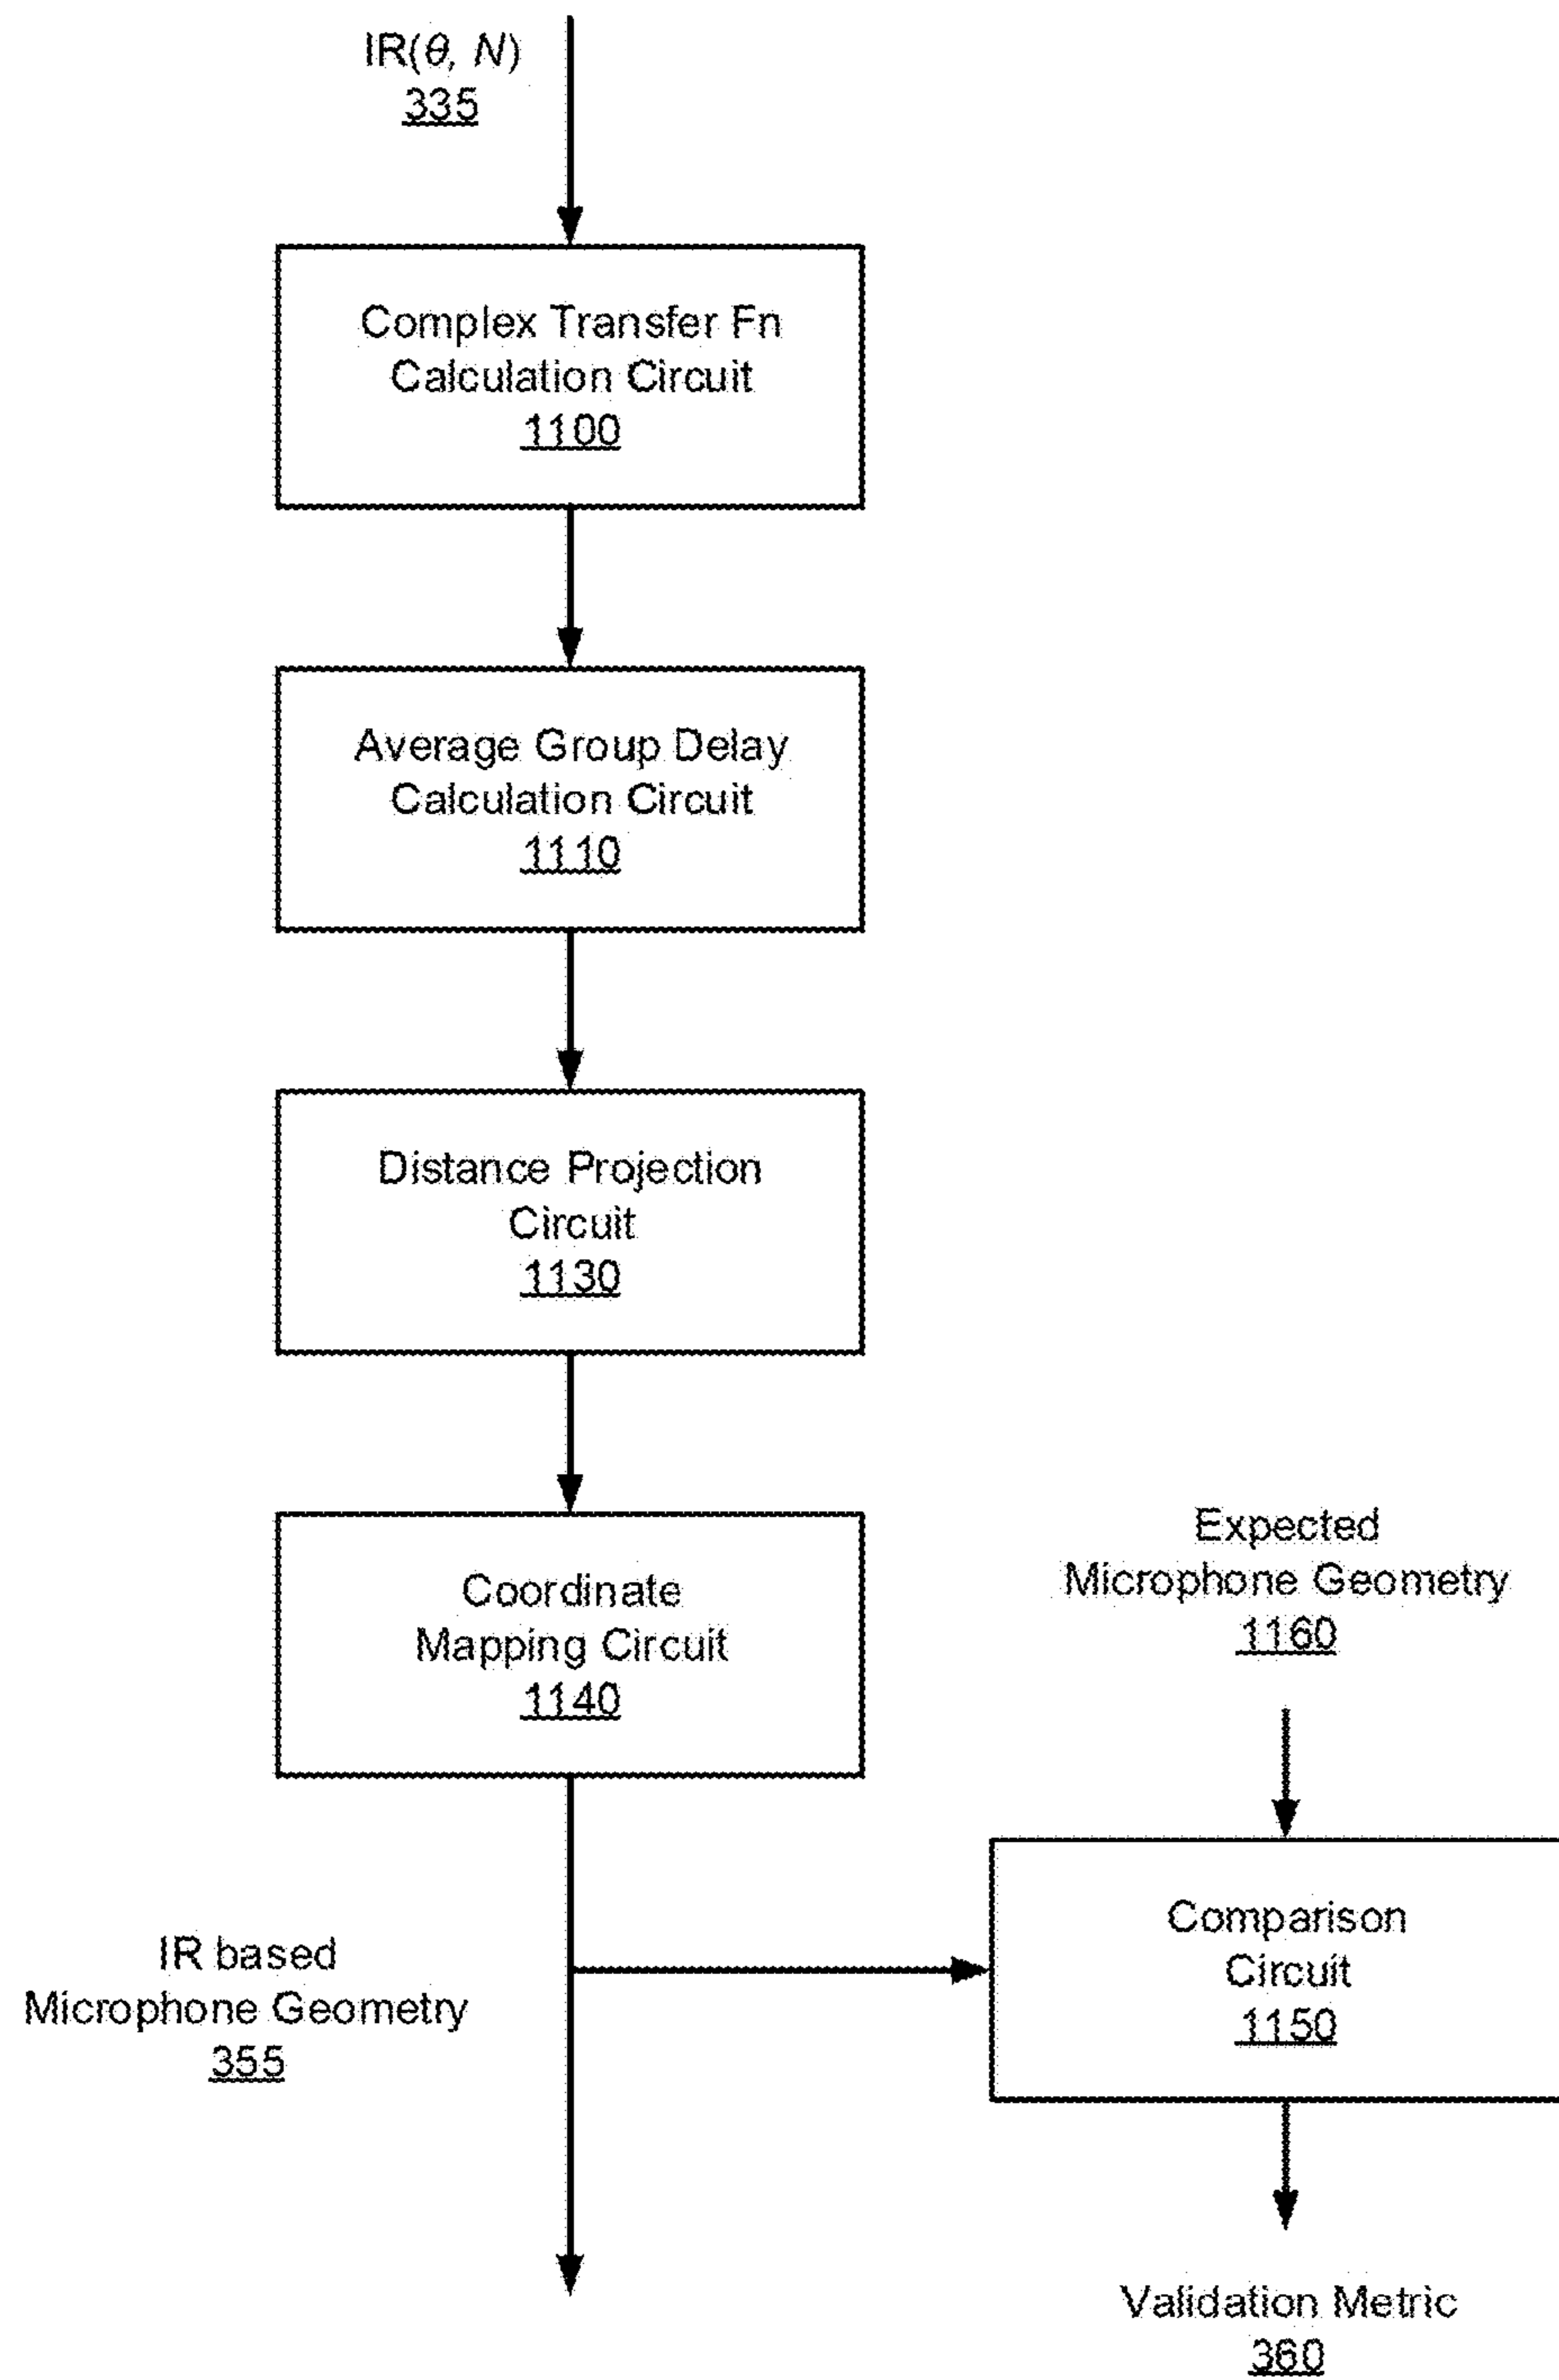 IR(θ, N)
335
Complex Transfer Fn
Calculation Circuit
1100
Average Group Delay
Calculation Circuit
1110
Distance Projection
Circuit
1130
Coordinate
Mapping Circuit
1140
Expected
Microphone Geometry
1160
IR based
Microphone Geometry
355
Comparison
Circuit
1150
Validation Metric
360